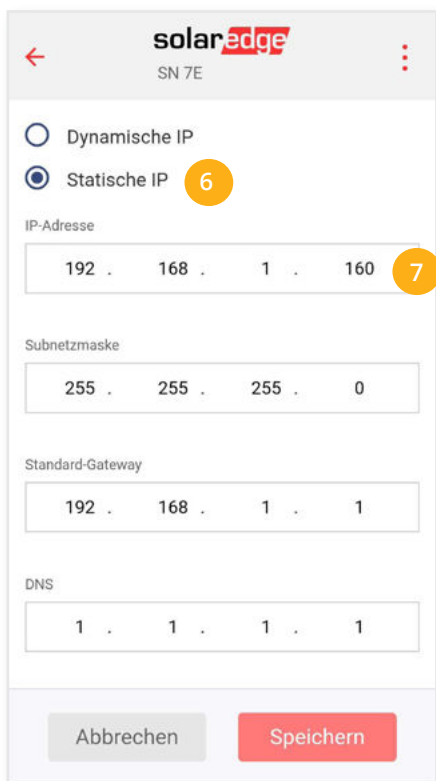 solaredge
SN 7E
Dynamische IP
Statische IP 6
IP-Adresse
192 . 168 . 1 . 160 7
Subnetzmaske
255 . 255 . 255 . 0
Standard-Gateway
192 . 168 . 1 . 1
DNS
1 . 1 . 1 . 1
Abbrechen Speichern